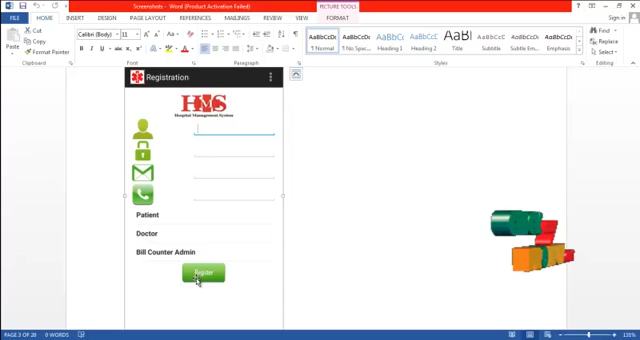 Screenshots - Word (Product Activation Failed)
PICTURE TOOLS
Sign in
FILE HOME INSERT DESIGN PAGE LAYOUT REFERENCES MAILINGS REVIEW VIEW FORMAT
Paste
Cut
Copy
Format Painter
Calibri (Body) 11
AaBbCcDc AaBbCcDc AaBbC AaBbCc AaBl AaBbCcC AaBbCcDc AaBbCcDc
¶ Normal ¶ No Spac... Heading 1 Heading 2 Title Subtitle Subtle Em... Emphasis
Find
Replace
Select
Clipboard Font Paragraph Styles Editing
Registration
HMS
Hospital Management System
Patient
Doctor
Bill Counter Admin
Register
PAGE 3 OF 28 0 WORDS